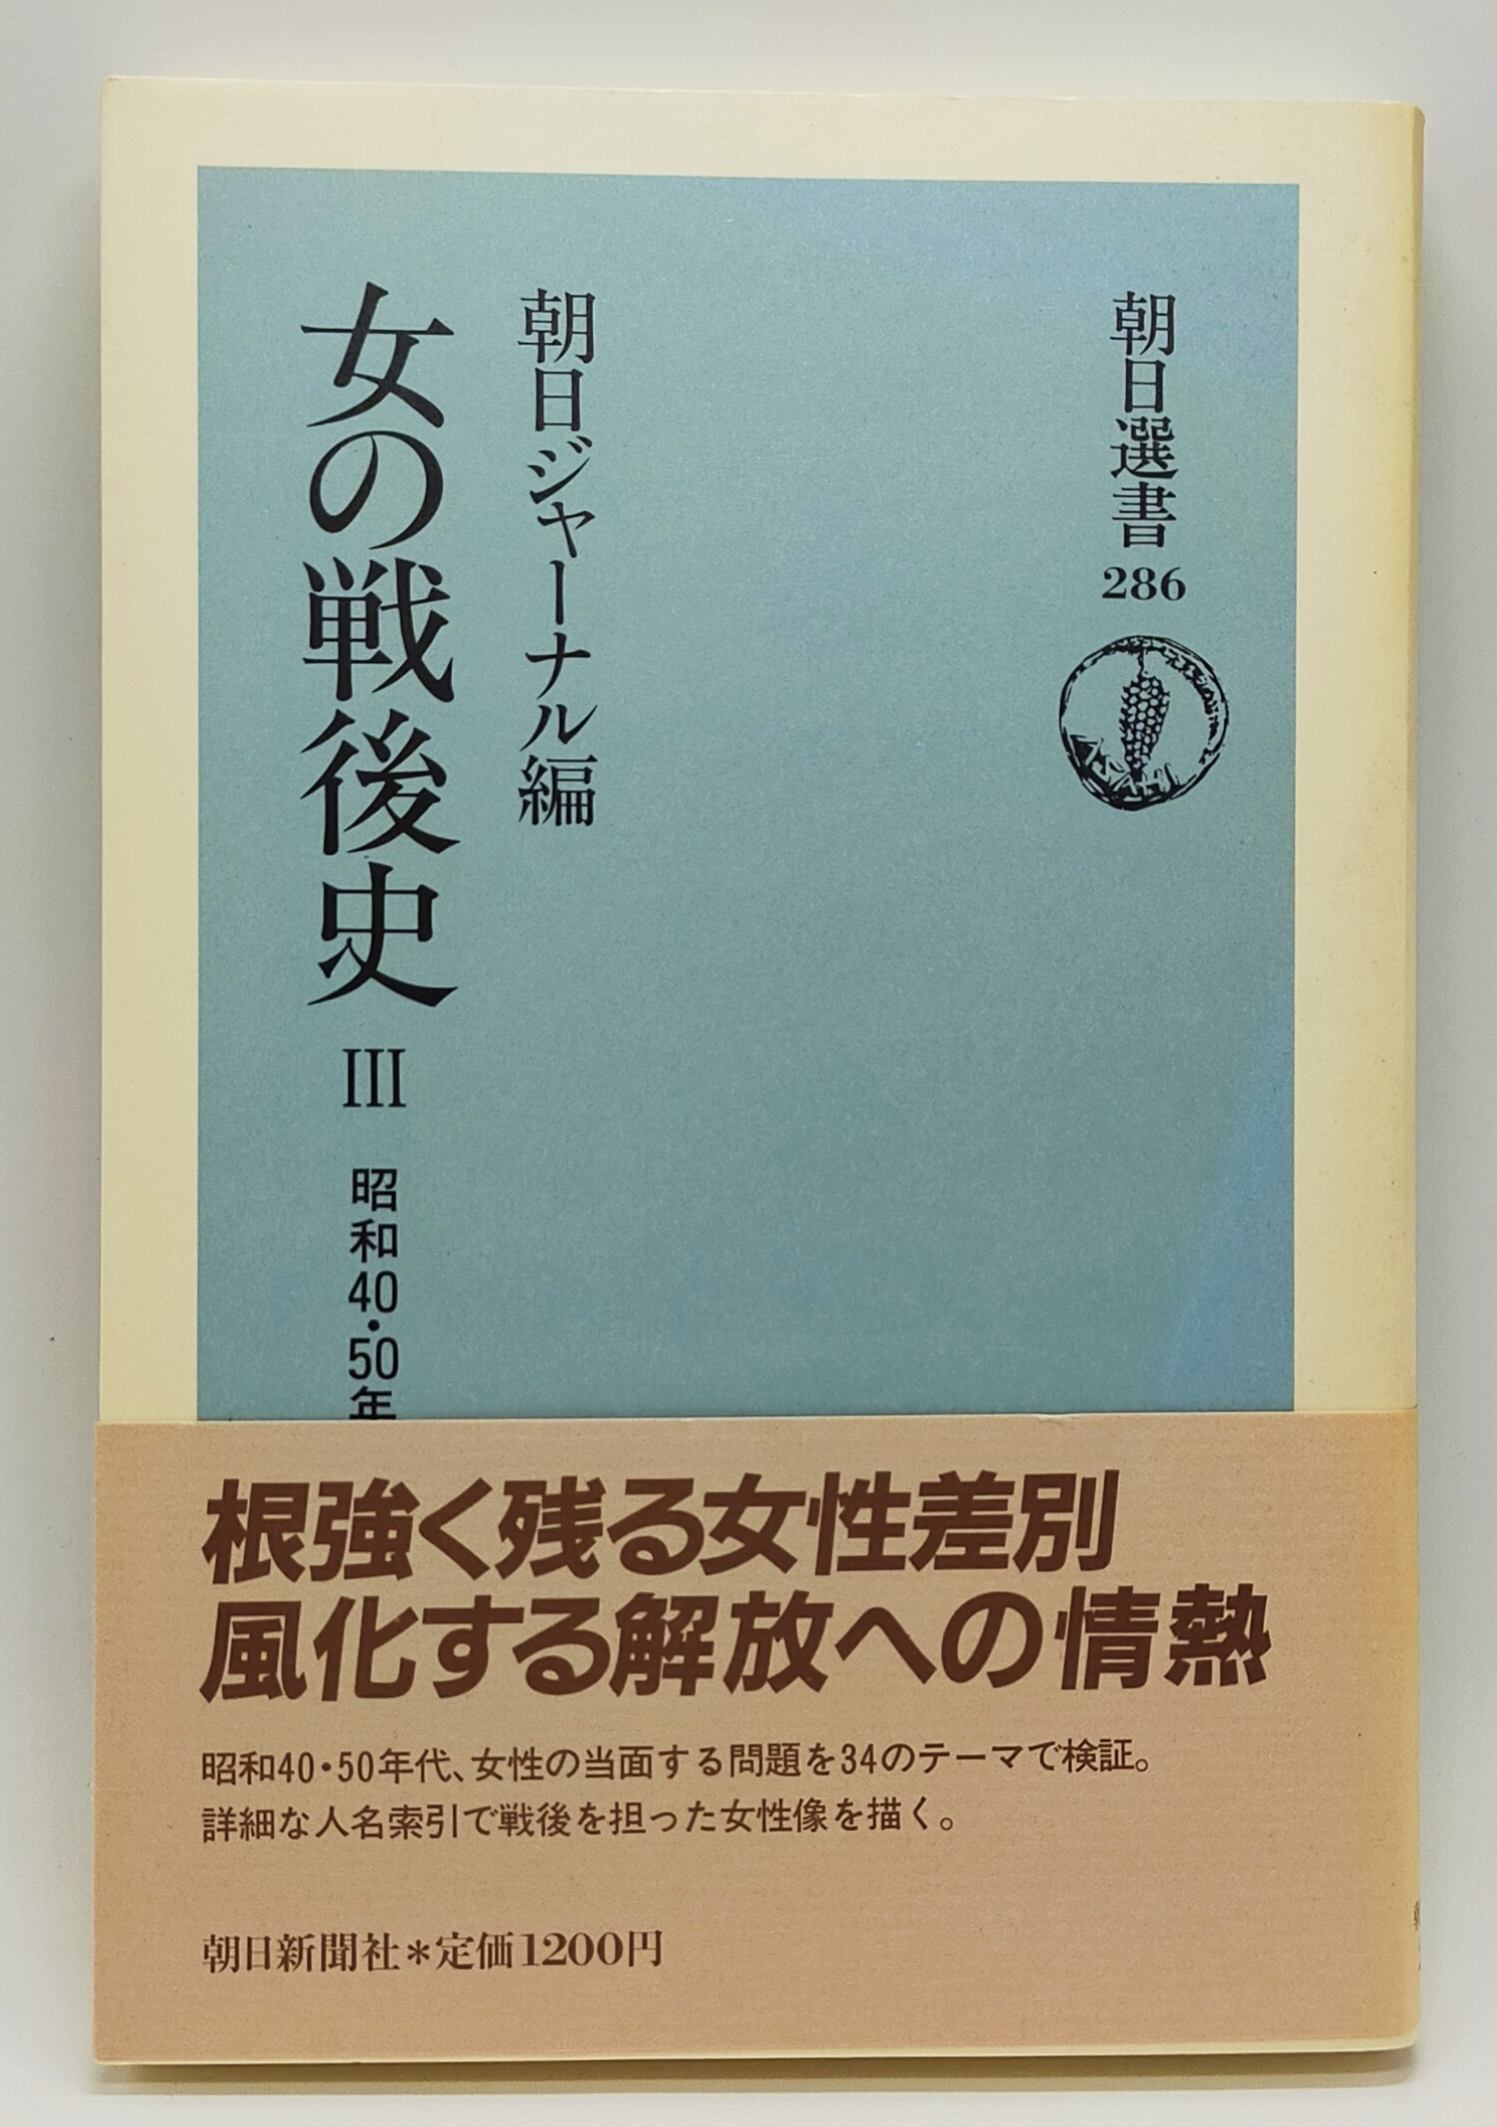 朝日選書
286
朝日ジャーナル編
女の戦後史 III 昭和40・50年
根強く残る女性差別
風化する解放への情熱
昭和40・50年代、女性の当面する問題を34のテーマで検証。
詳細な人名索引で戦後を担った女性像を描く。
朝日新聞社＊定価1200円